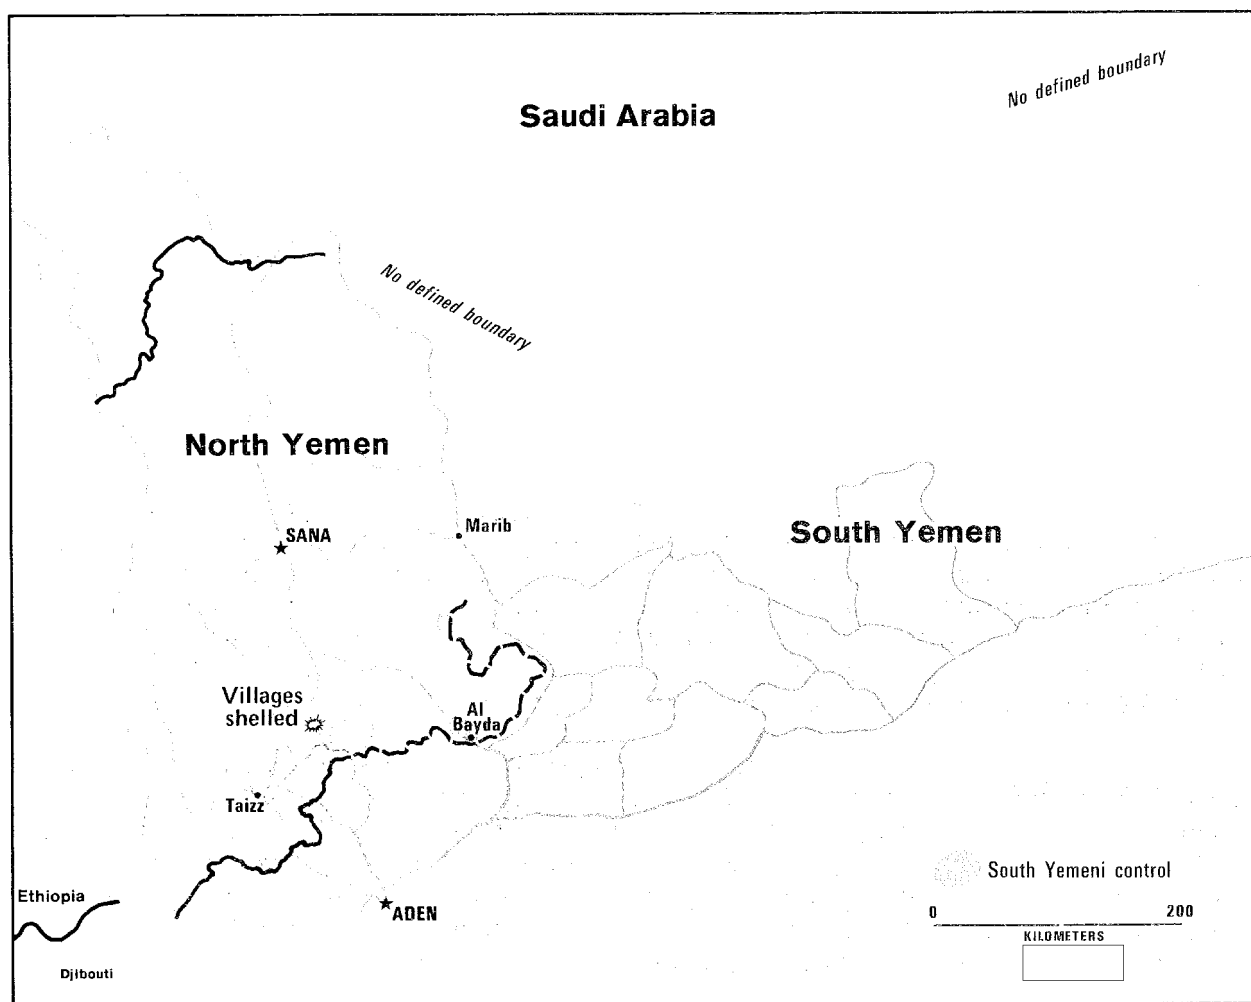 No defined boundary
Saudi Arabia
No defined boundary
North Yemen
SANA
Marib
South Yemen
Villages
shelled
Al
Bayda
Taizz
South Yemeni control
Ethiopia
ADEN
0 200
KILOMETERS
Djibouti